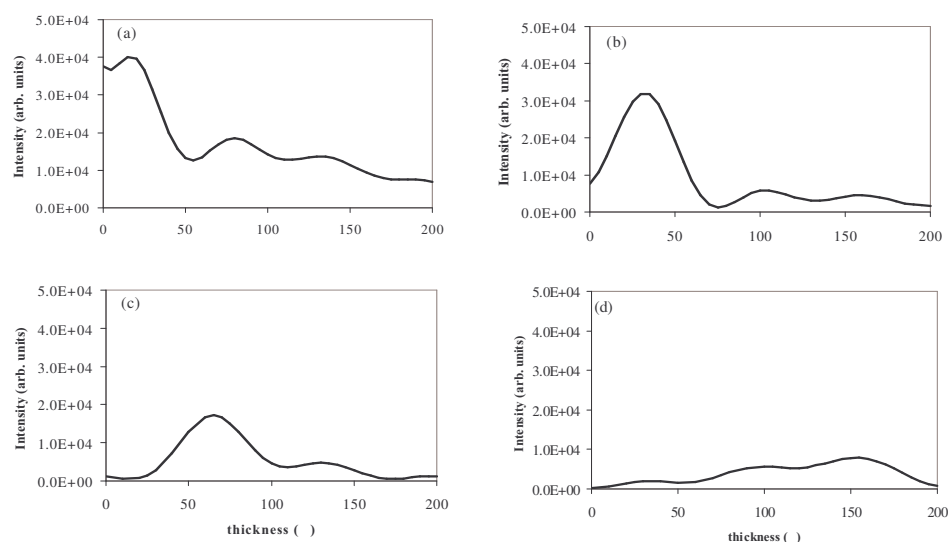 (a)
Intensity (arb. units)
5.0E+04
4.0E+04
3.0E+04
2.0E+04
1.0E+04
0.0E+00
0 50 100 150 200
(b)
Intensity (arb. units)
5.0E+04
4.0E+04
3.0E+04
2.0E+04
1.0E+04
0.0E+00
0 50 100 150 200
(c)
Intensity (arb. units)
5.0E+04
4.0E+04
3.0E+04
2.0E+04
1.0E+04
0.0E+00
0 50 100 150 200
thickness ( )
(d)
Intensity (arb. units)
5.0E+04
4.0E+04
3.0E+04
2.0E+04
1.0E+04
0.0E+00
0 50 100 150 200
thickness ( )